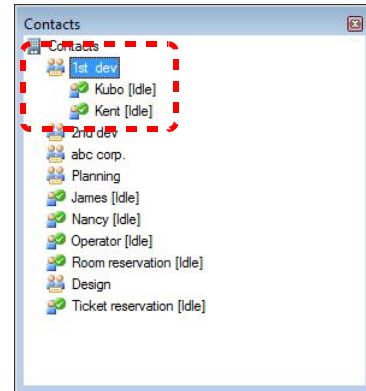 Contacts
Contacts
1st dev
Kubo [Idle]
Kent [Idle]
2nd dev
abc corp.
Planning
James [Idle]
Nancy [Idle]
Operator [Idle]
Room reservation [Idle]
Design
Ticket reservation [Idle]